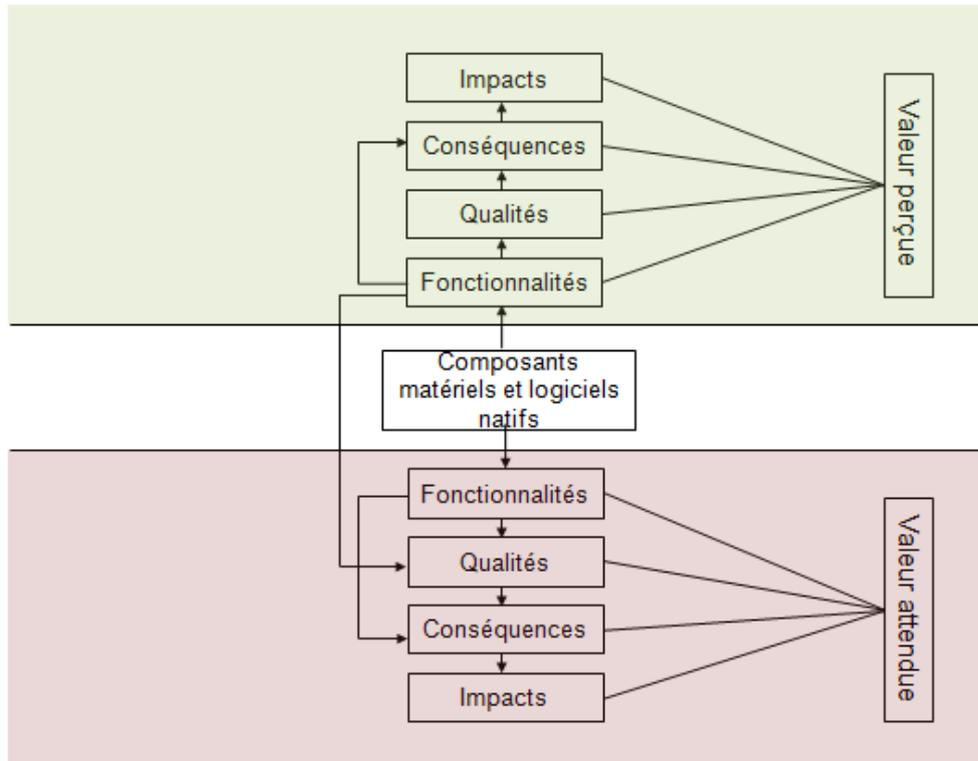 Impacts
Conséquences
Qualités
Fonctionnalités
Valeur perçue
Composants
matériels et logiciels
natifs
Fonctionnalités
Qualités
Conséquences
Impacts
Valeur attendue